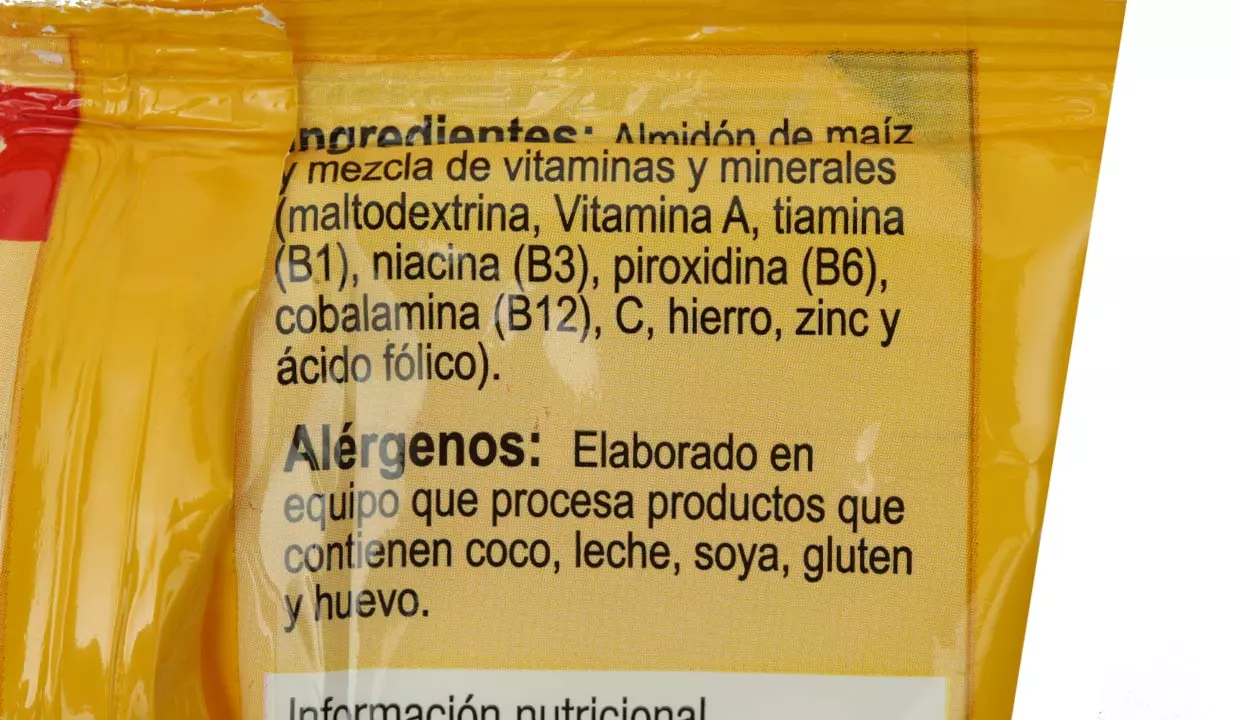 Ingredientes: Almidón de maíz
y mezcla de vitaminas y minerales
(maltodextrina, Vitamina A, tiamina
(B1), niacina (B3), piroxidina (B6),
cobalamina (B12), C, hierro, zinc y
ácido fólico).
Alérgenos: Elaborado en
equipo que procesa productos que
contienen coco, leche, soya, gluten
y huevo.
Información nutricional